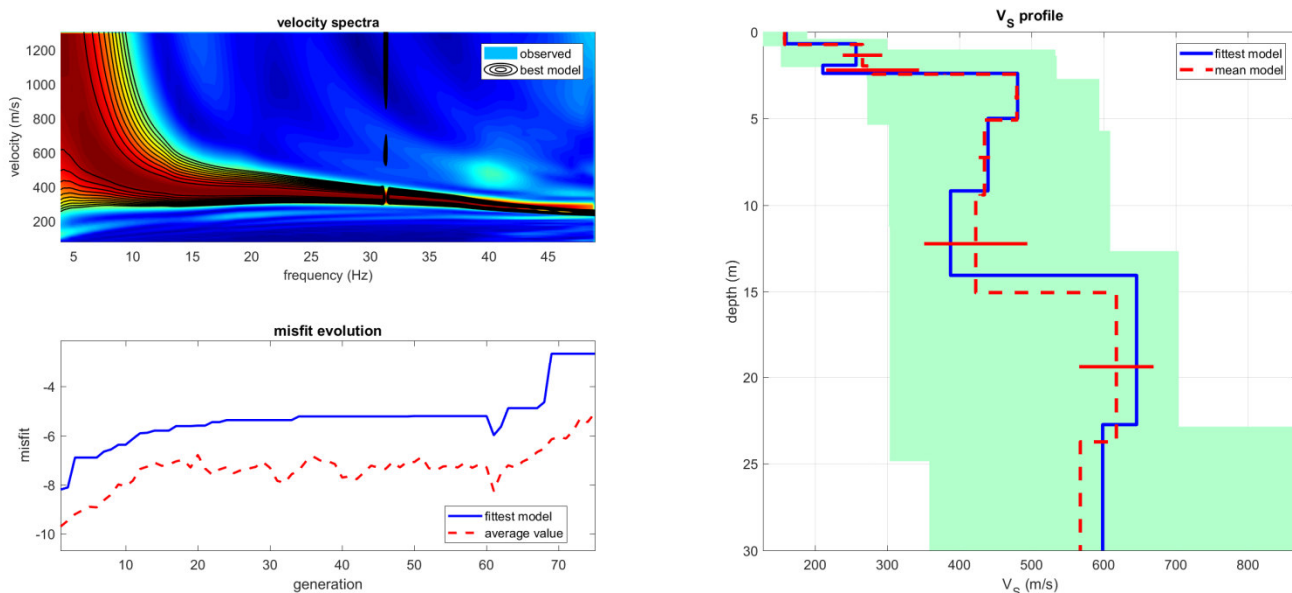 velocity spectra
1200
1000
800
600
400
200
velocity (m/s)
observed
best model
5 10 15 20 25 30 35 40 45
frequency (Hz)
misfit evolution
-4
-6
-8
-10
misfit
fittest model
average value
10 20 30 40 50 60 70
generation
V_S profile
0
5
10
15
20
25
30
depth (m)
fittest model
mean model
200 300 400 500 600 700 800
V_S (m/s)